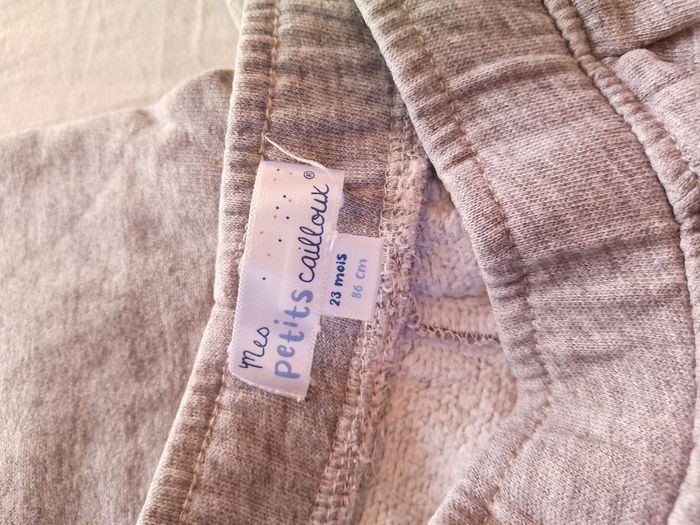 Mes
petits cailloux®
23 mois
86 cm